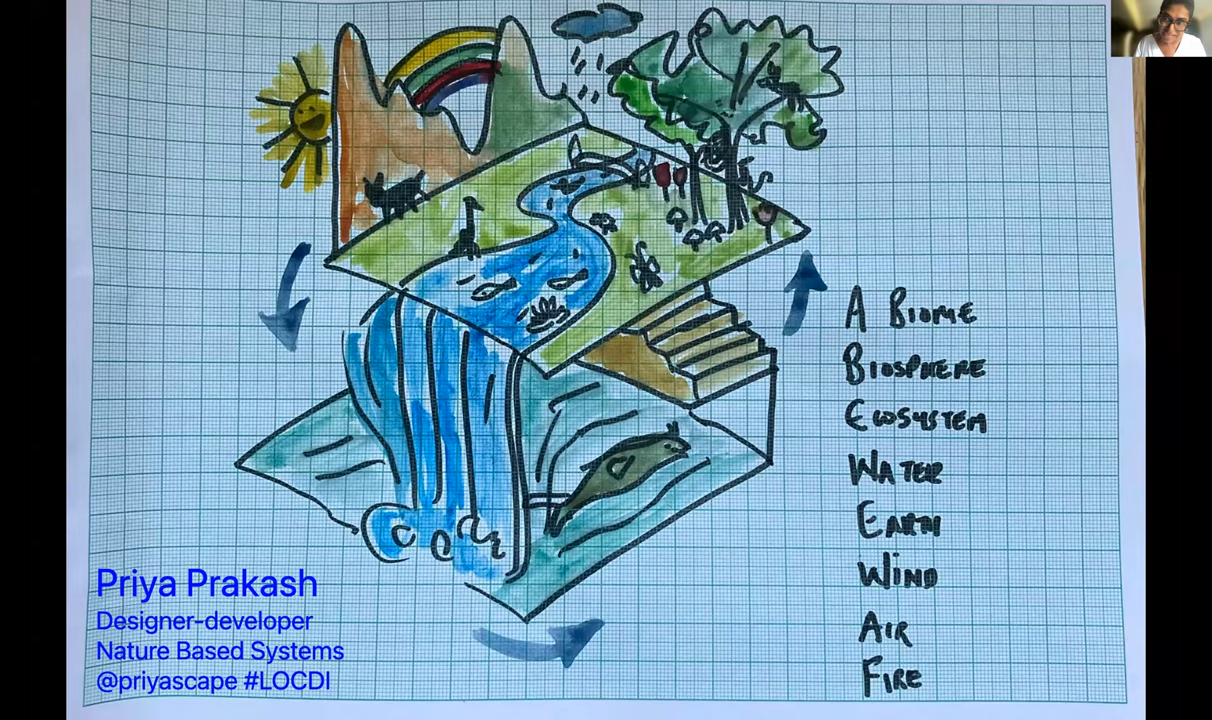 A BIOME
BIOSPHERE
ECOSYSTEM
WATER
EARTH
WIND
AIR
FIRE
Priya Prakash
Designer-developer
Nature Based Systems
@priyascape #LOCDI